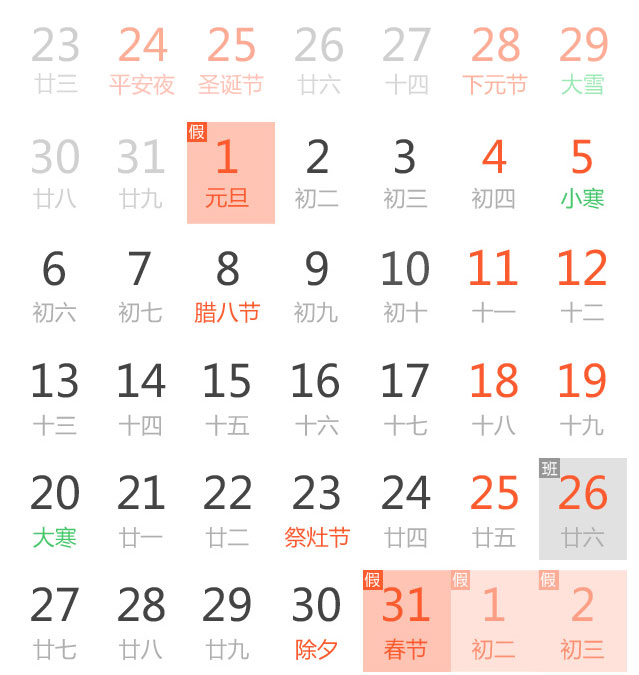 23 24 25 26 27 28 29
廿三 平安夜 圣诞节 廿六 十四 下元节 大雪
假
30 31 1 2 3 4 5
廿八 廿九 元旦 初二 初三 初四 小寒
6 7 8 9 10 11 12
初六 初七 腊八节 初九 初十 十一 十二
13 14 15 16 17 18 19
十三 十四 十五 十六 十七 十八 十九
班
20 21 22 23 24 25 26
大寒 廿一 廿二 祭灶节 廿四 廿五 廿六
假 假 假
27 28 29 30 31 1 2
廿七 廿八 廿九 除夕 春节 初二 初三